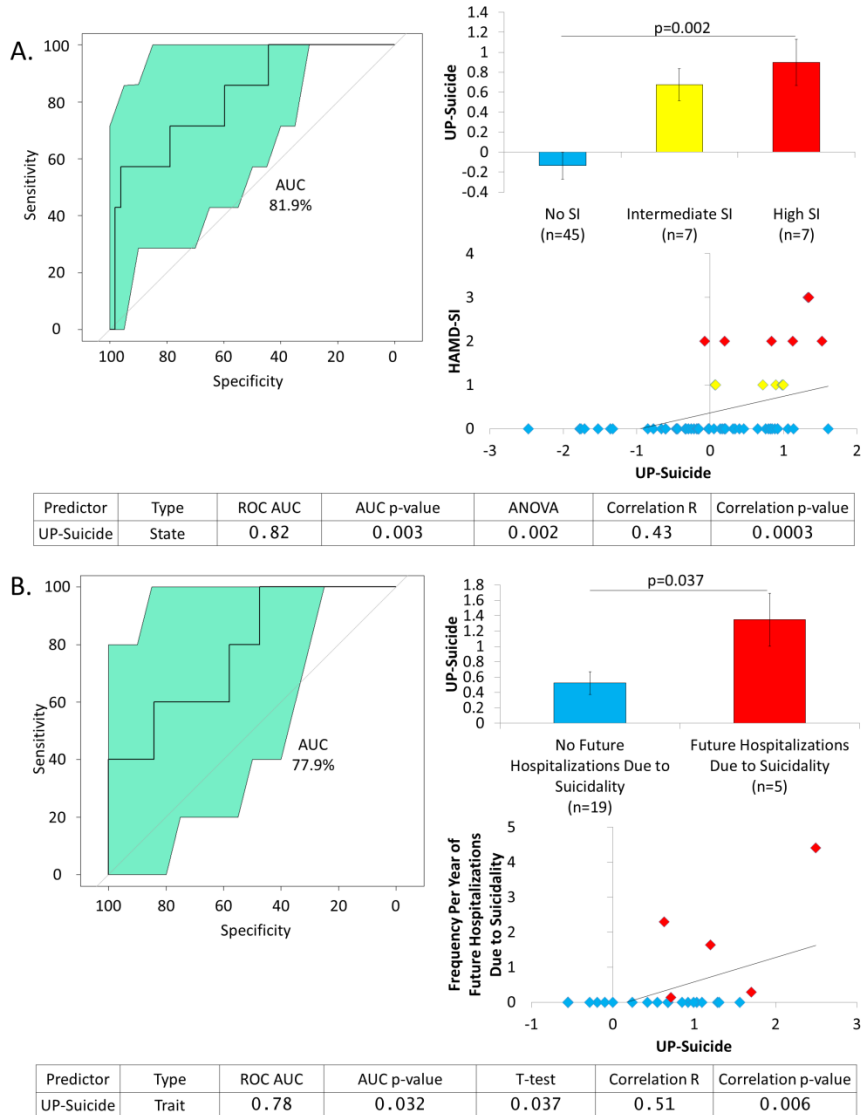 A.
Sensitivity
100
80
60
40
20
0
AUC
81.9%
100 80 60 40 20 0
Specificity
UP-Suicide
1.4
1.2
1
0.8
0.6
0.4
0.2
0
-0.2
-0.4
p=0.002
No SI Intermediate SI High SI
(n=45) (n=7) (n=7)
HAMD-SI
4
3
2
1
0
-3 -2 -1 0 1 2
UP-Suicide
Predictor Type ROC AUC AUC p-value ANOVA Correlation R Correlation p-value
UP-Suicide State 0.82 0.003 0.002 0.43 0.0003
B.
Sensitivity
100
80
60
40
20
0
AUC
77.9%
100 80 60 40 20 0
Specificity
UP-Suicide
1.8
1.6
1.4
1.2
1
0.8
0.6
0.4
0.2
0
p=0.037
No Future Future Hospitalizations
Hospitalizations Due to Due to Suicidality
Suicidality (n=5)
(n=19)
Frequency Per Year of
Future Hospitalizations
Due to Suicidality
5
4
3
2
1
0
-1 0 1 2 3
UP-Suicide
Predictor Type ROC AUC AUC p-value T-test Correlation R Correlation p-value
UP-Suicide Trait 0.78 0.032 0.037 0.51 0.006